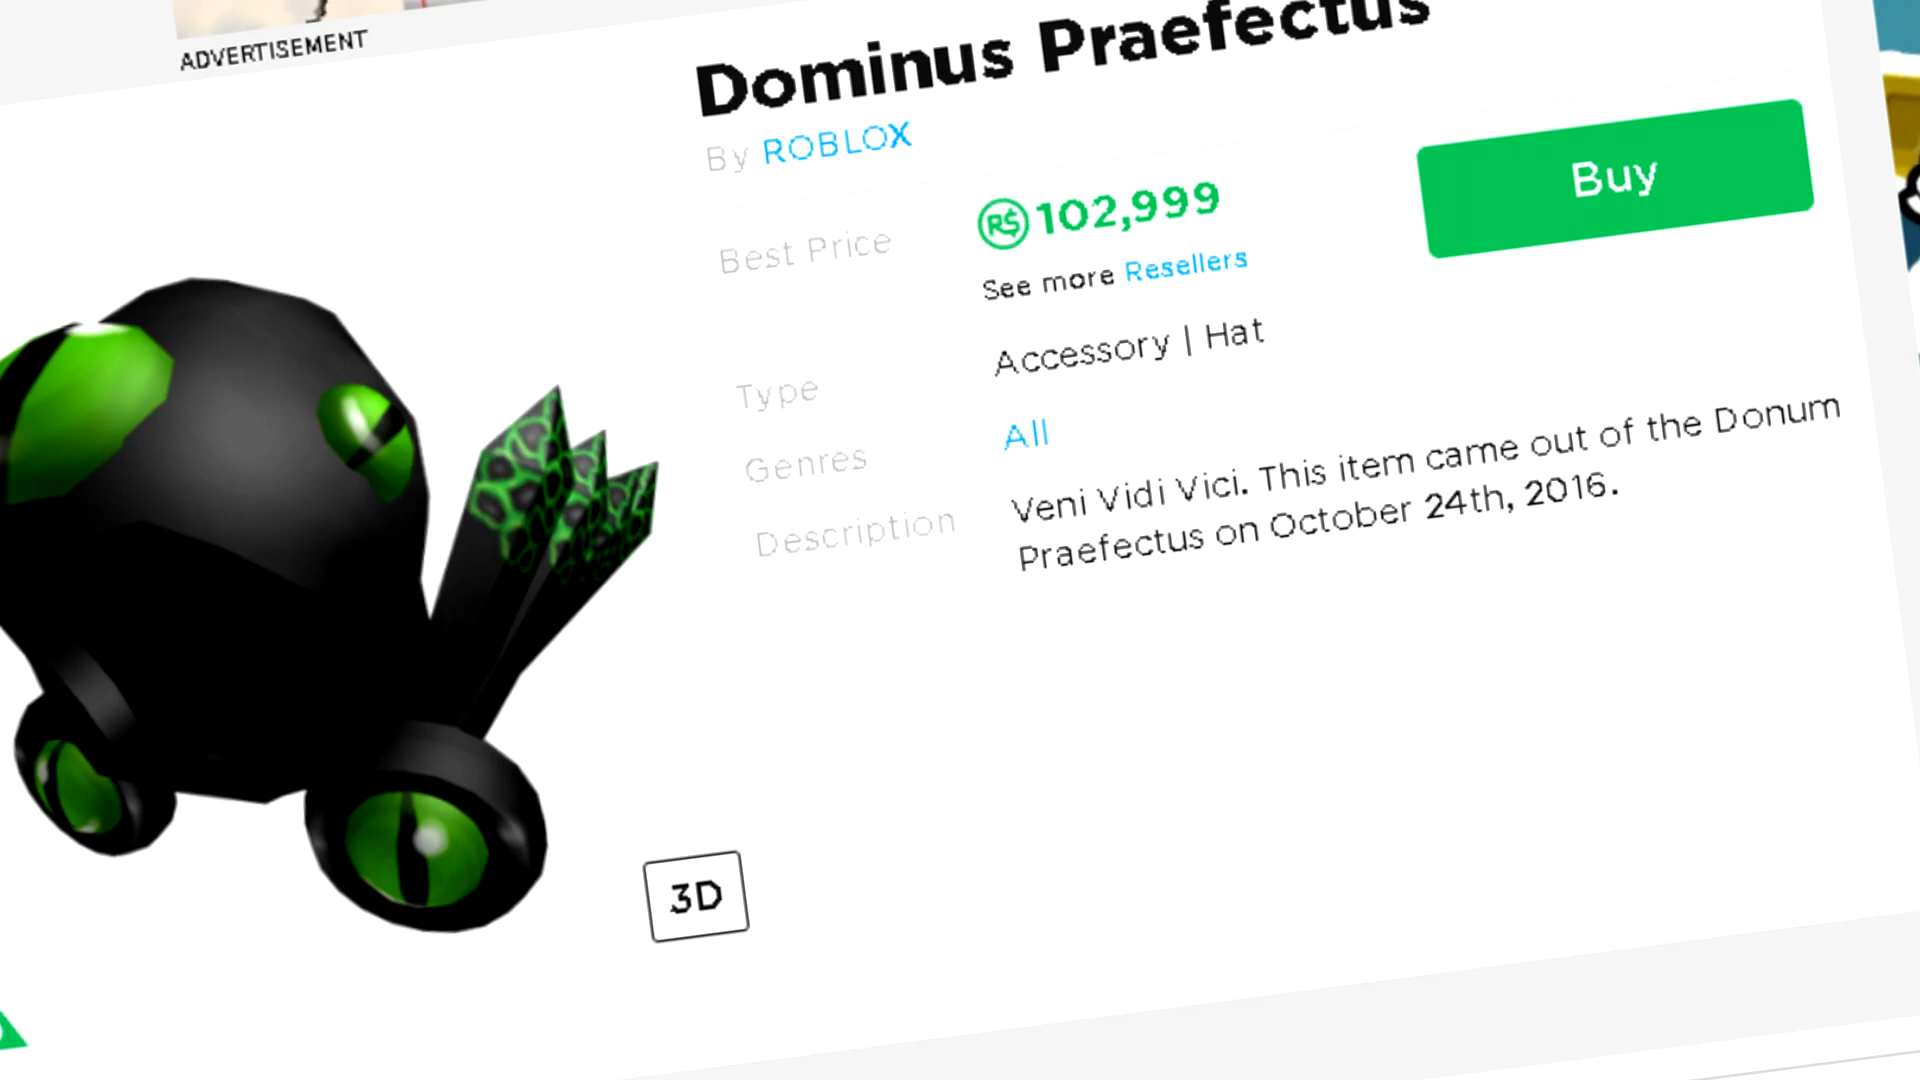 ADVERTISEMENT
Dominus Praefectus
By ROBLOX
Best Price
R$ 102,999
Buy
See more Resellers
Type
Accessory | Hat
Genres
All
Description
Veni Vidi Vici. This item came out of the Donum
Praefectus on October 24th, 2016.
3D